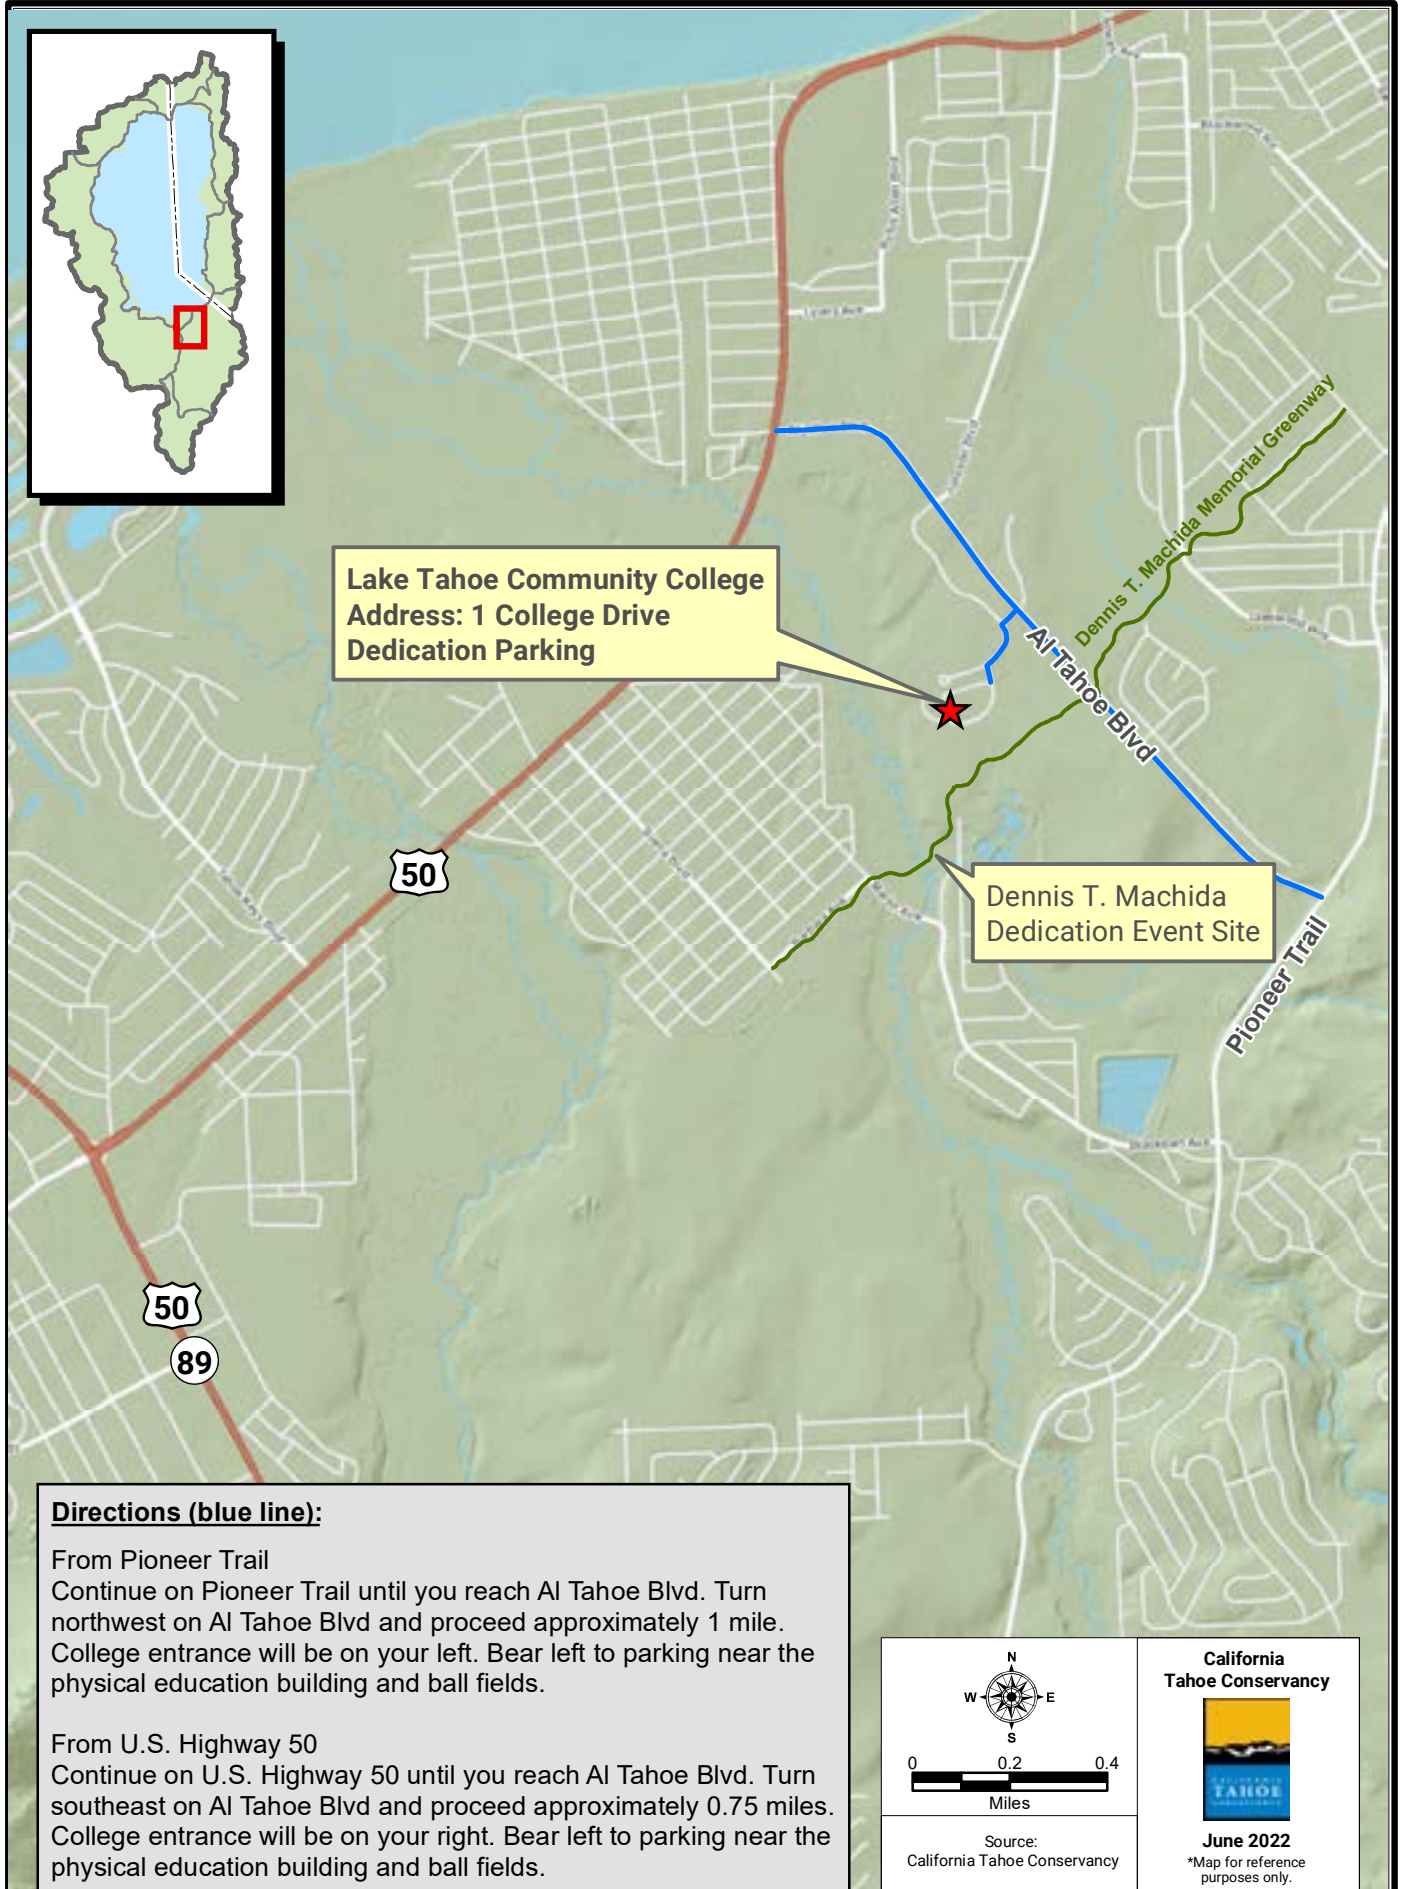 Dennis T. Machida Memorial Greenway
Lake Tahoe Community College
Address: 1 College Drive
Dedication Parking
Al Tahoe Blvd
50
Dennis T. Machida
Dedication Event Site
Pioneer Trail
50
89
Directions (blue line):
From Pioneer Trail
Continue on Pioneer Trail until you reach Al Tahoe Blvd. Turn
northwest on Al Tahoe Blvd and proceed approximately 1 mile.
College entrance will be on your left. Bear left to parking near the
physical education building and ball fields.
From U.S. Highway 50
Continue on U.S. Highway 50 until you reach Al Tahoe Blvd. Turn
southeast on Al Tahoe Blvd and proceed approximately 0.75 miles.
College entrance will be on your right. Bear left to parking near the
physical education building and ball fields.
N
W E
S
0 0.2 0.4
Miles
Source:
California Tahoe Conservancy
California
Tahoe Conservancy
TAHOE
June 2022
*Map for reference
purposes only.